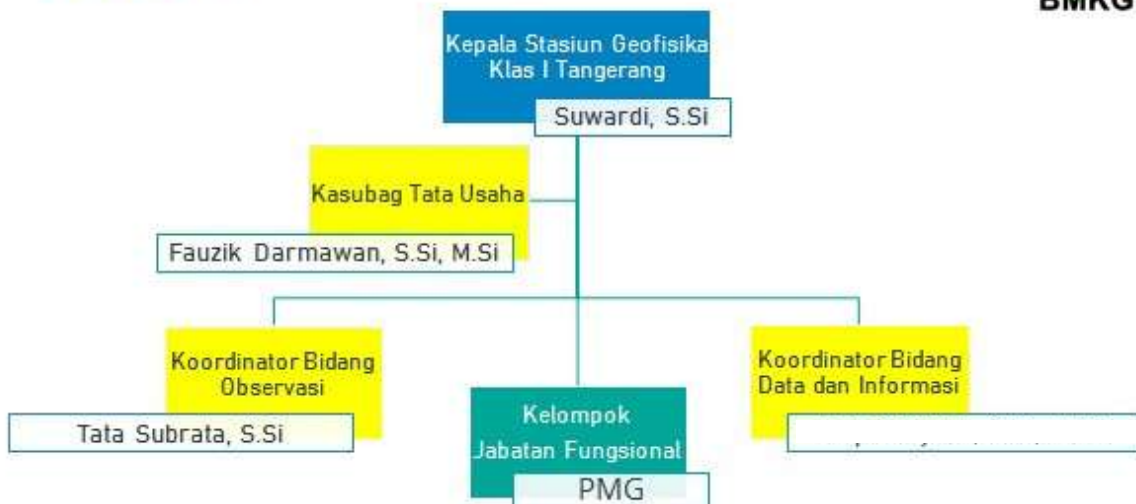 BMKG
Kepala Stasiun Geofisika
Klas I Tangerang
Suwardi, S.Si
Kasubag Tata Usaha
Fauzik Darmawan, S.Si, M.Si
Koordinator Bidang
Observasi
Tata Subrata, S.Si
Kelompok
Jabatan Fungsional
PMG
Koordinator Bidang
Data dan Informasi